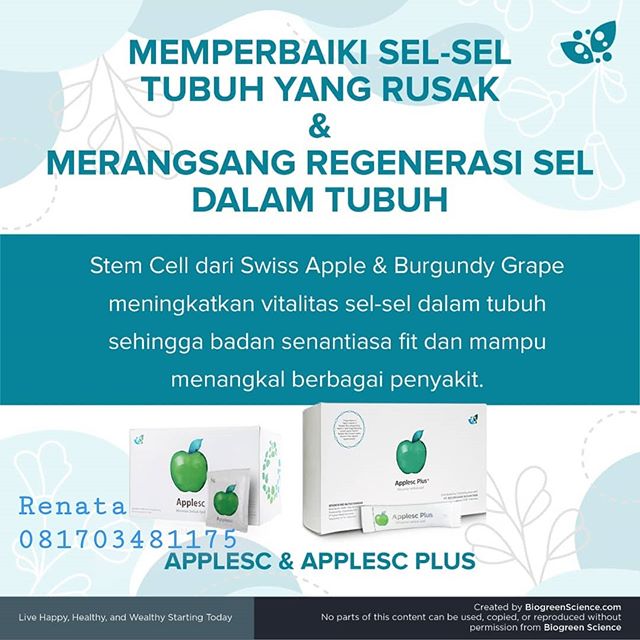 MEMPERBAIKI SEL-SEL
TUBUH YANG RUSAK
&
MERANGSANG REGENERASI SEL
DALAM TUBUH
Stem Cell dari Swiss Apple & Burgundy Grape
meningkatkan vitalitas sel-sel dalam tubuh
sehingga badan senantiasa fit dan mampu
menangkal berbagai penyakit.
Applesc
Applesc
Applesc Plus
Applesc Plus
Renata
081703481175
APPLESC & APPLESC PLUS
Live Happy, Healthy, and Wealthy Starting Today
Created by BiogreenScience.com
No parts of this content can be used, copied, or reproduced without
permission from Biogreen Science